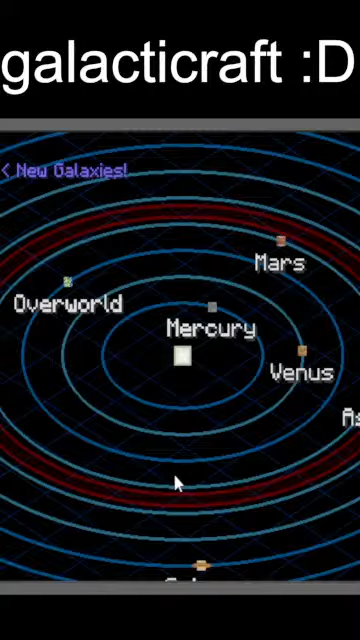 galacticraft :D
< New Galaxies!
Mars
Overworld
Mercury
Venus